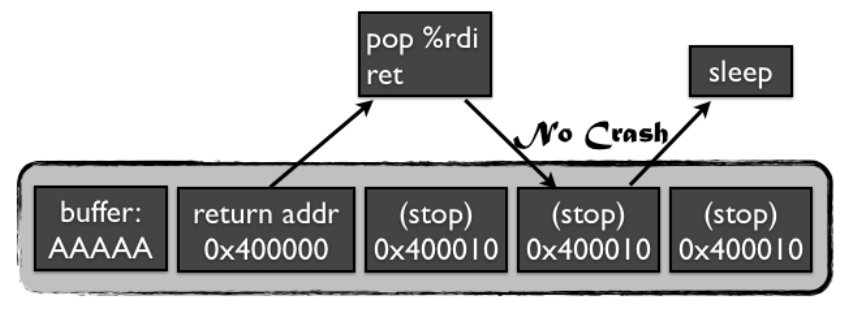 pop %rdi
ret
sleep
No Crash
buffer:
AAAAA
return addr
0x400000
(stop)
0x400010
(stop)
0x400010
(stop)
0x400010